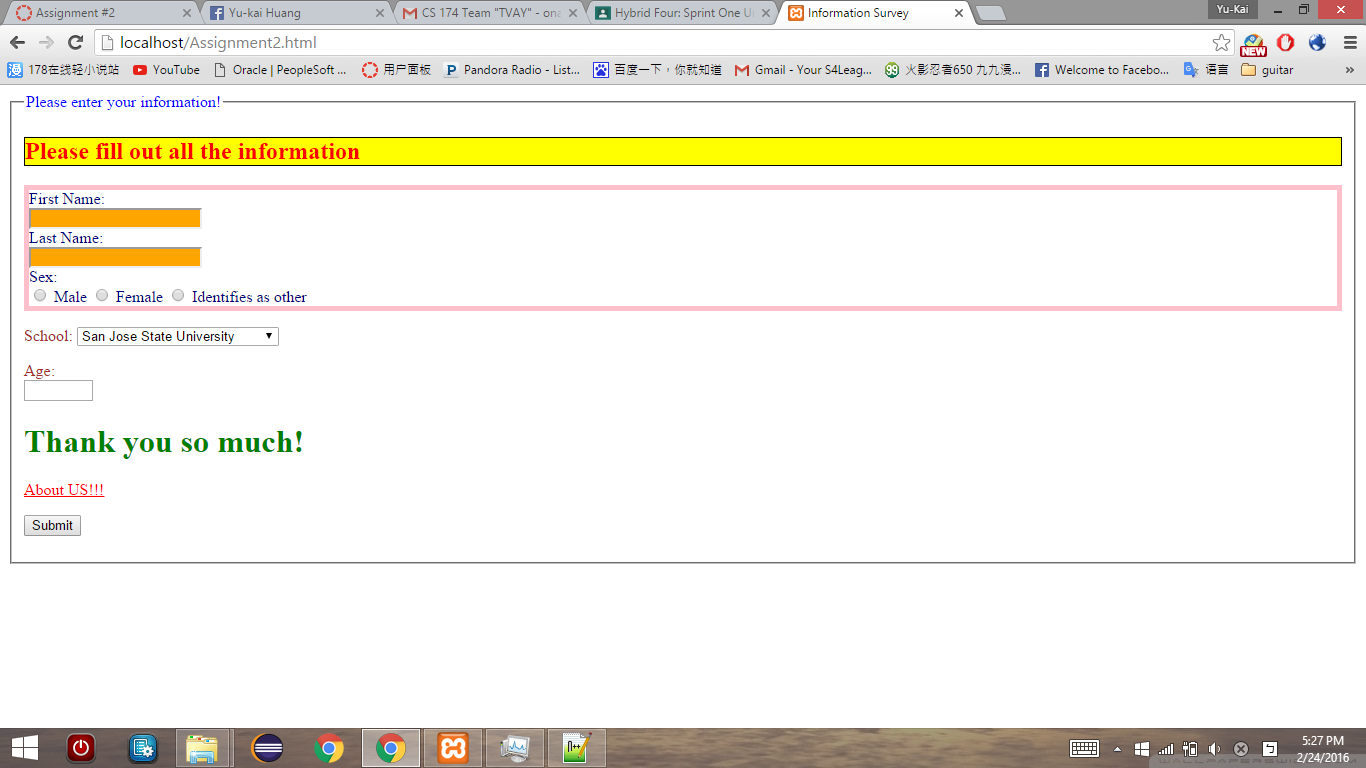 Assignment #2
Yu-kai Huang
CS 174 Team "TVAY" - ona
Hybrid Four: Sprint One U
Information Survey
Yu-Kai
localhost/Assignment2.html
NEW
178在线轻小说站
YouTube
Oracle | PeopleSoft ...
用户面板
Pandora Radio - List...
百度一下，你就知道
Gmail - Your S4Leag...
火影忍者650 九九漫...
Welcome to Facebo...
语言
guitar
»
Please enter your information!
Please fill out all the information
First Name:
Last Name:
Sex:
Male Female Identifies as other
School: San Jose State University
Age:
Thank you so much!
About US!!!
Submit
5:27 PM
2/24/2016